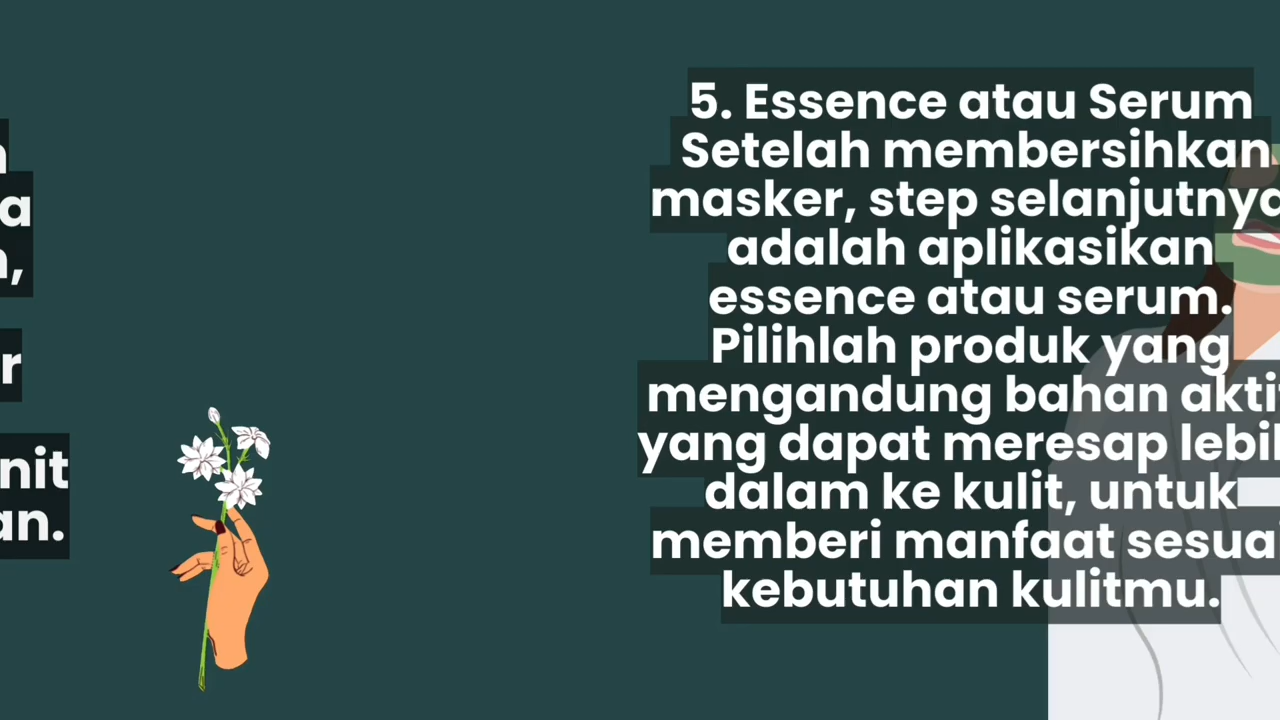 5. Essence atau Serum
Setelah membersihkan
masker, step selanjutnya
adalah aplikasikan
essence atau serum.
Pilihlah produk yang
mengandung bahan aktif
yang dapat meresap lebih
dalam ke kulit, untuk
memberi manfaat sesuai
kebutuhan kulitmu.